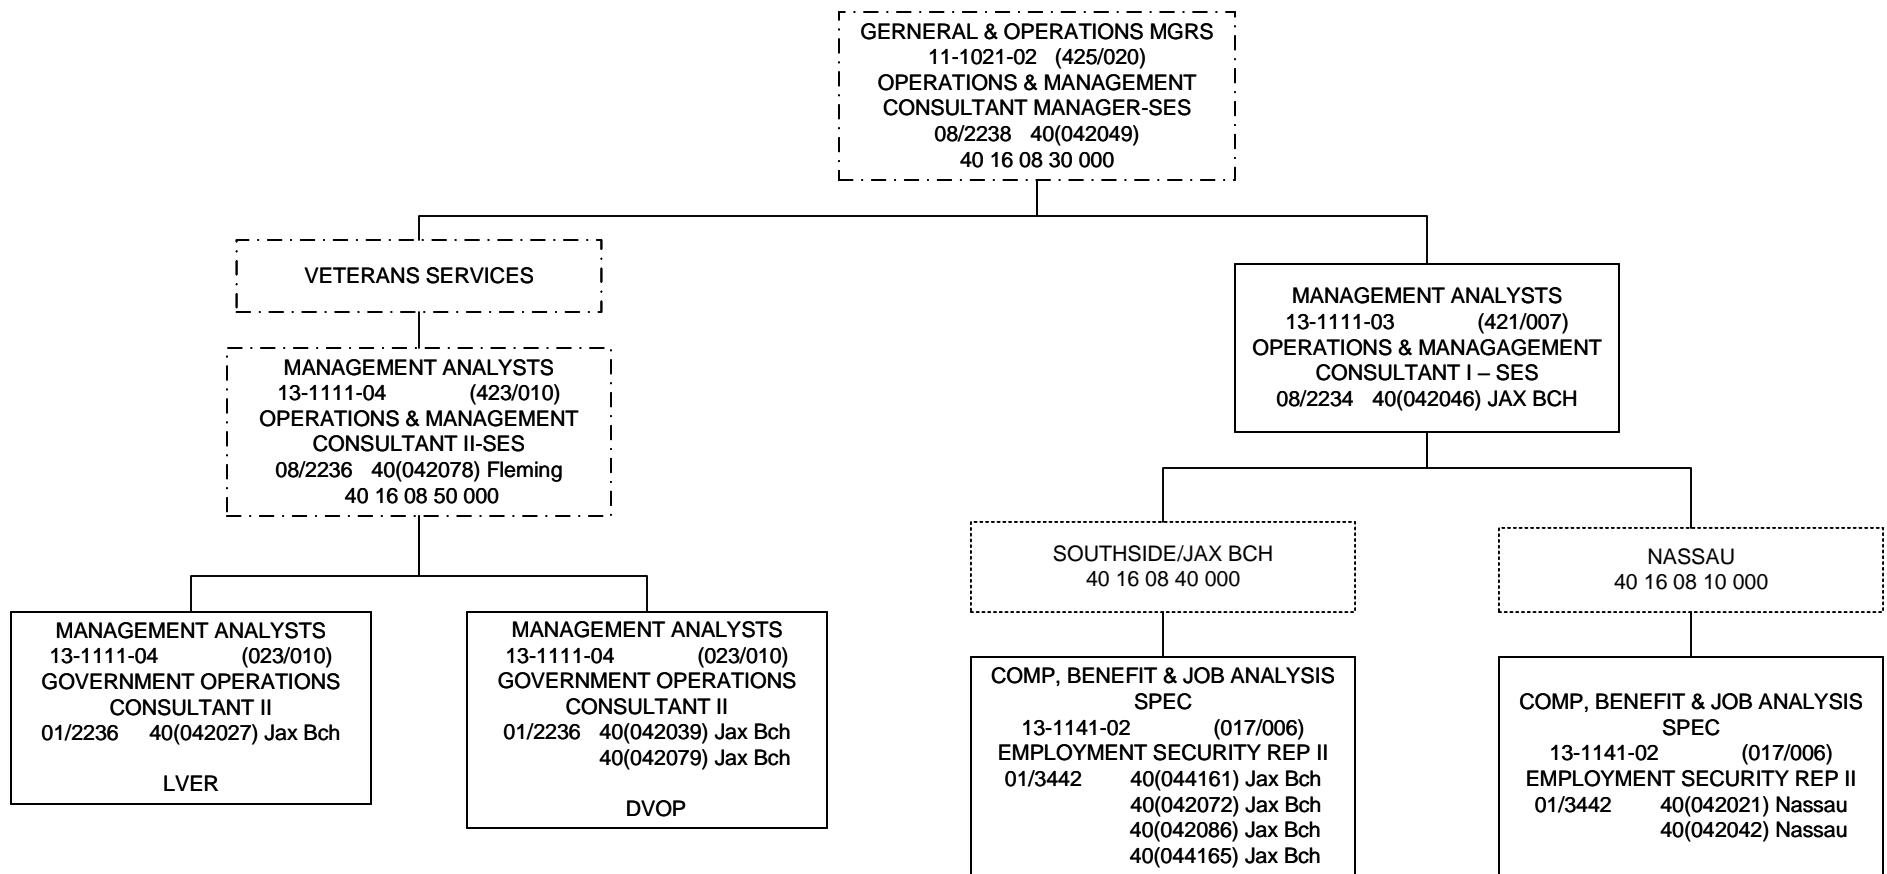 GERNERAL & OPERATIONS MGRS
11-1021-02 (425/020)
OPERATIONS & MANAGEMENT
CONSULTANT MANAGER-SES
08/2238 40(042049)
40 16 08 30 000
VETERANS SERVICES
MANAGEMENT ANALYSTS
13-1111-04 (423/010)
OPERATIONS & MANAGEMENT
CONSULTANT II-SES
08/2236 40(042078) Fleming
40 16 08 50 000
MANAGEMENT ANALYSTS
13-1111-04 (023/010)
GOVERNMENT OPERATIONS
CONSULTANT II
01/2236 40(042027) Jax Bch
LVER
MANAGEMENT ANALYSTS
13-1111-04 (023/010)
GOVERNMENT OPERATIONS
CONSULTANT II
01/2236 40(042039) Jax Bch
40(042079) Jax Bch
DVOP
MANAGEMENT ANALYSTS
13-1111-03 (421/007)
OPERATIONS & MANAGAGEMENT
CONSULTANT I – SES
08/2234 40(042046) JAX BCH
SOUTHSIDE/JAX BCH
40 16 08 40 000
COMP, BENEFIT & JOB ANALYSIS
SPEC
13-1141-02 (017/006)
EMPLOYMENT SECURITY REP II
01/3442 40(044161) Jax Bch
40(042072) Jax Bch
40(042086) Jax Bch
40(044165) Jax Bch
NASSAU
40 16 08 10 000
COMP, BENEFIT & JOB ANALYSIS
SPEC
13-1141-02 (017/006)
EMPLOYMENT SECURITY REP II
01/3442 40(042021) Nassau
40(042042) Nassau